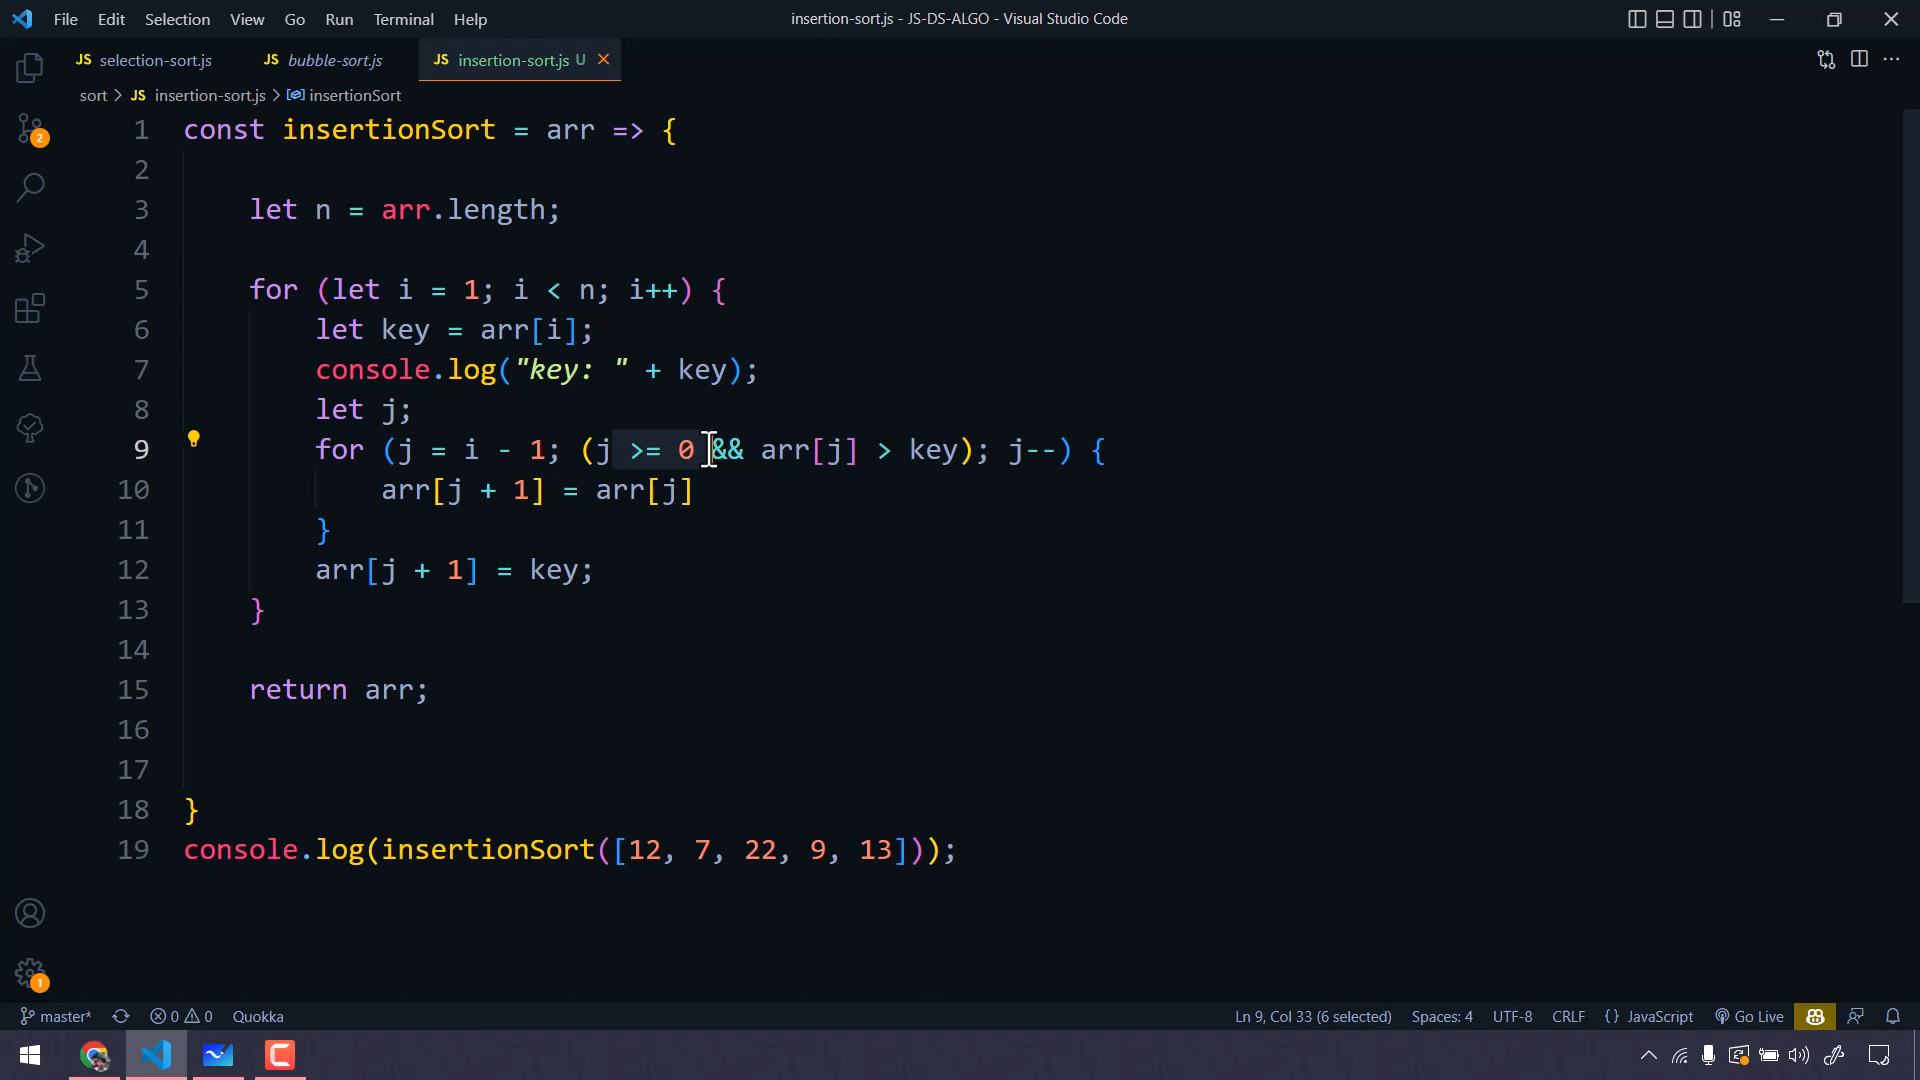 File Edit Selection View Go Run Terminal Help
insertion-sort.js - JS-DS-ALGO - Visual Studio Code
JS selection-sort.js JS bubble-sort.js JS insertion-sort.js U
sort > JS insertion-sort.js > insertionSort
1 const insertionSort = arr => {
2
3 let n = arr.length;
4
5 for (let i = 1; i < n; i++) {
6 let key = arr[i];
7 console.log("key: " + key);
8 let j;
9 for (j = i - 1; (j >= 0 && arr[j] > key); j--) {
10 arr[j + 1] = arr[j]
11 }
12 arr[j + 1] = key;
13 }
14
15 return arr;
16
17
18 }
19 console.log(insertionSort([12, 7, 22, 9, 13]));
2
1
master* 0 0 Quokka Ln 9, Col 33 (6 selected) Spaces: 4 UTF-8 CRLF {} JavaScript Go Live